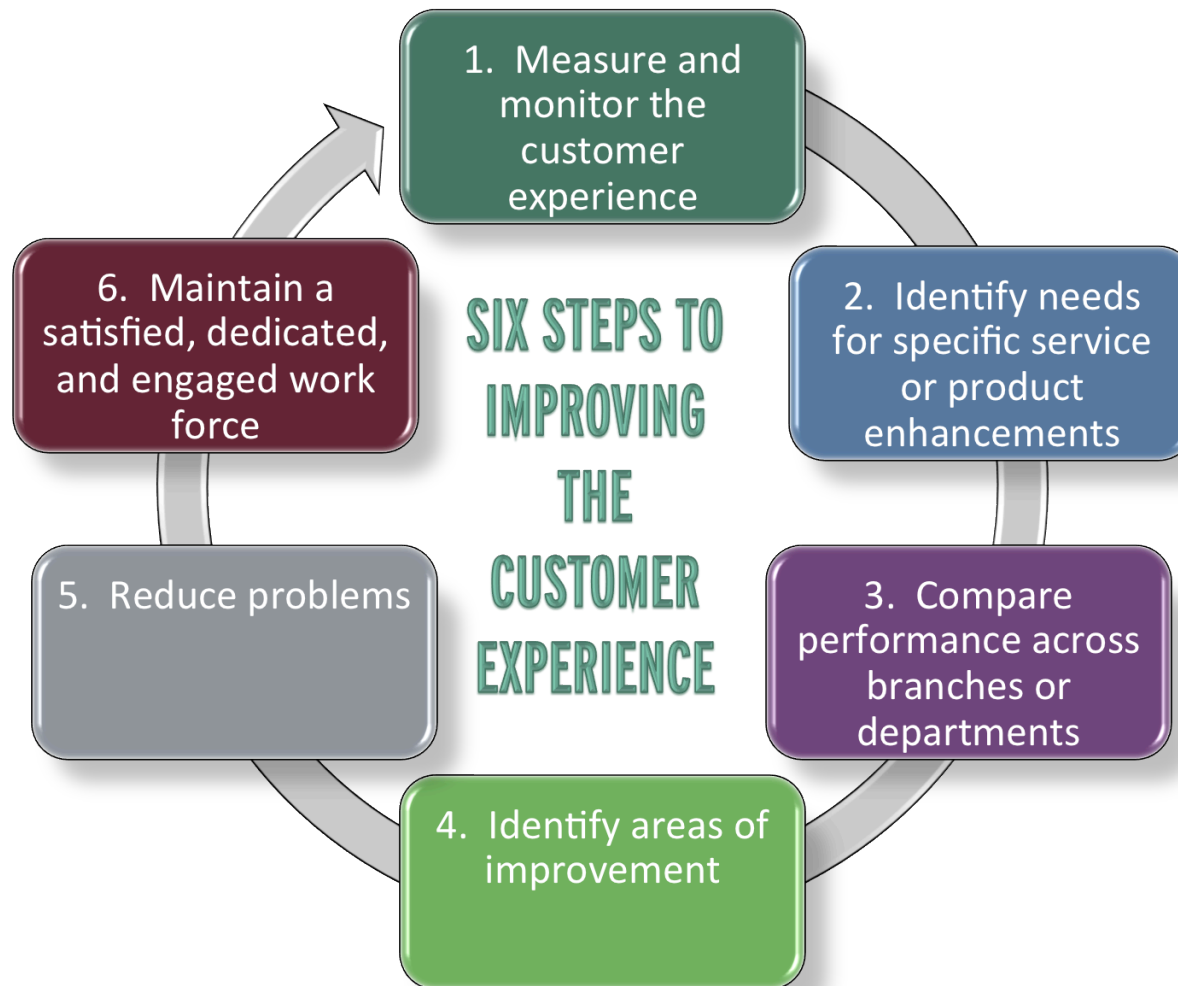 1. Measure and
monitor the
customer
experience
2. Identify needs
for specific service
or product
enhancements
3. Compare
performance across
branches or
departments
4. Identify areas of
improvement
5. Reduce problems
6. Maintain a
satisfied, dedicated,
and engaged work
force
SIX STEPS TO
IMPROVING
THE
CUSTOMER
EXPERIENCE